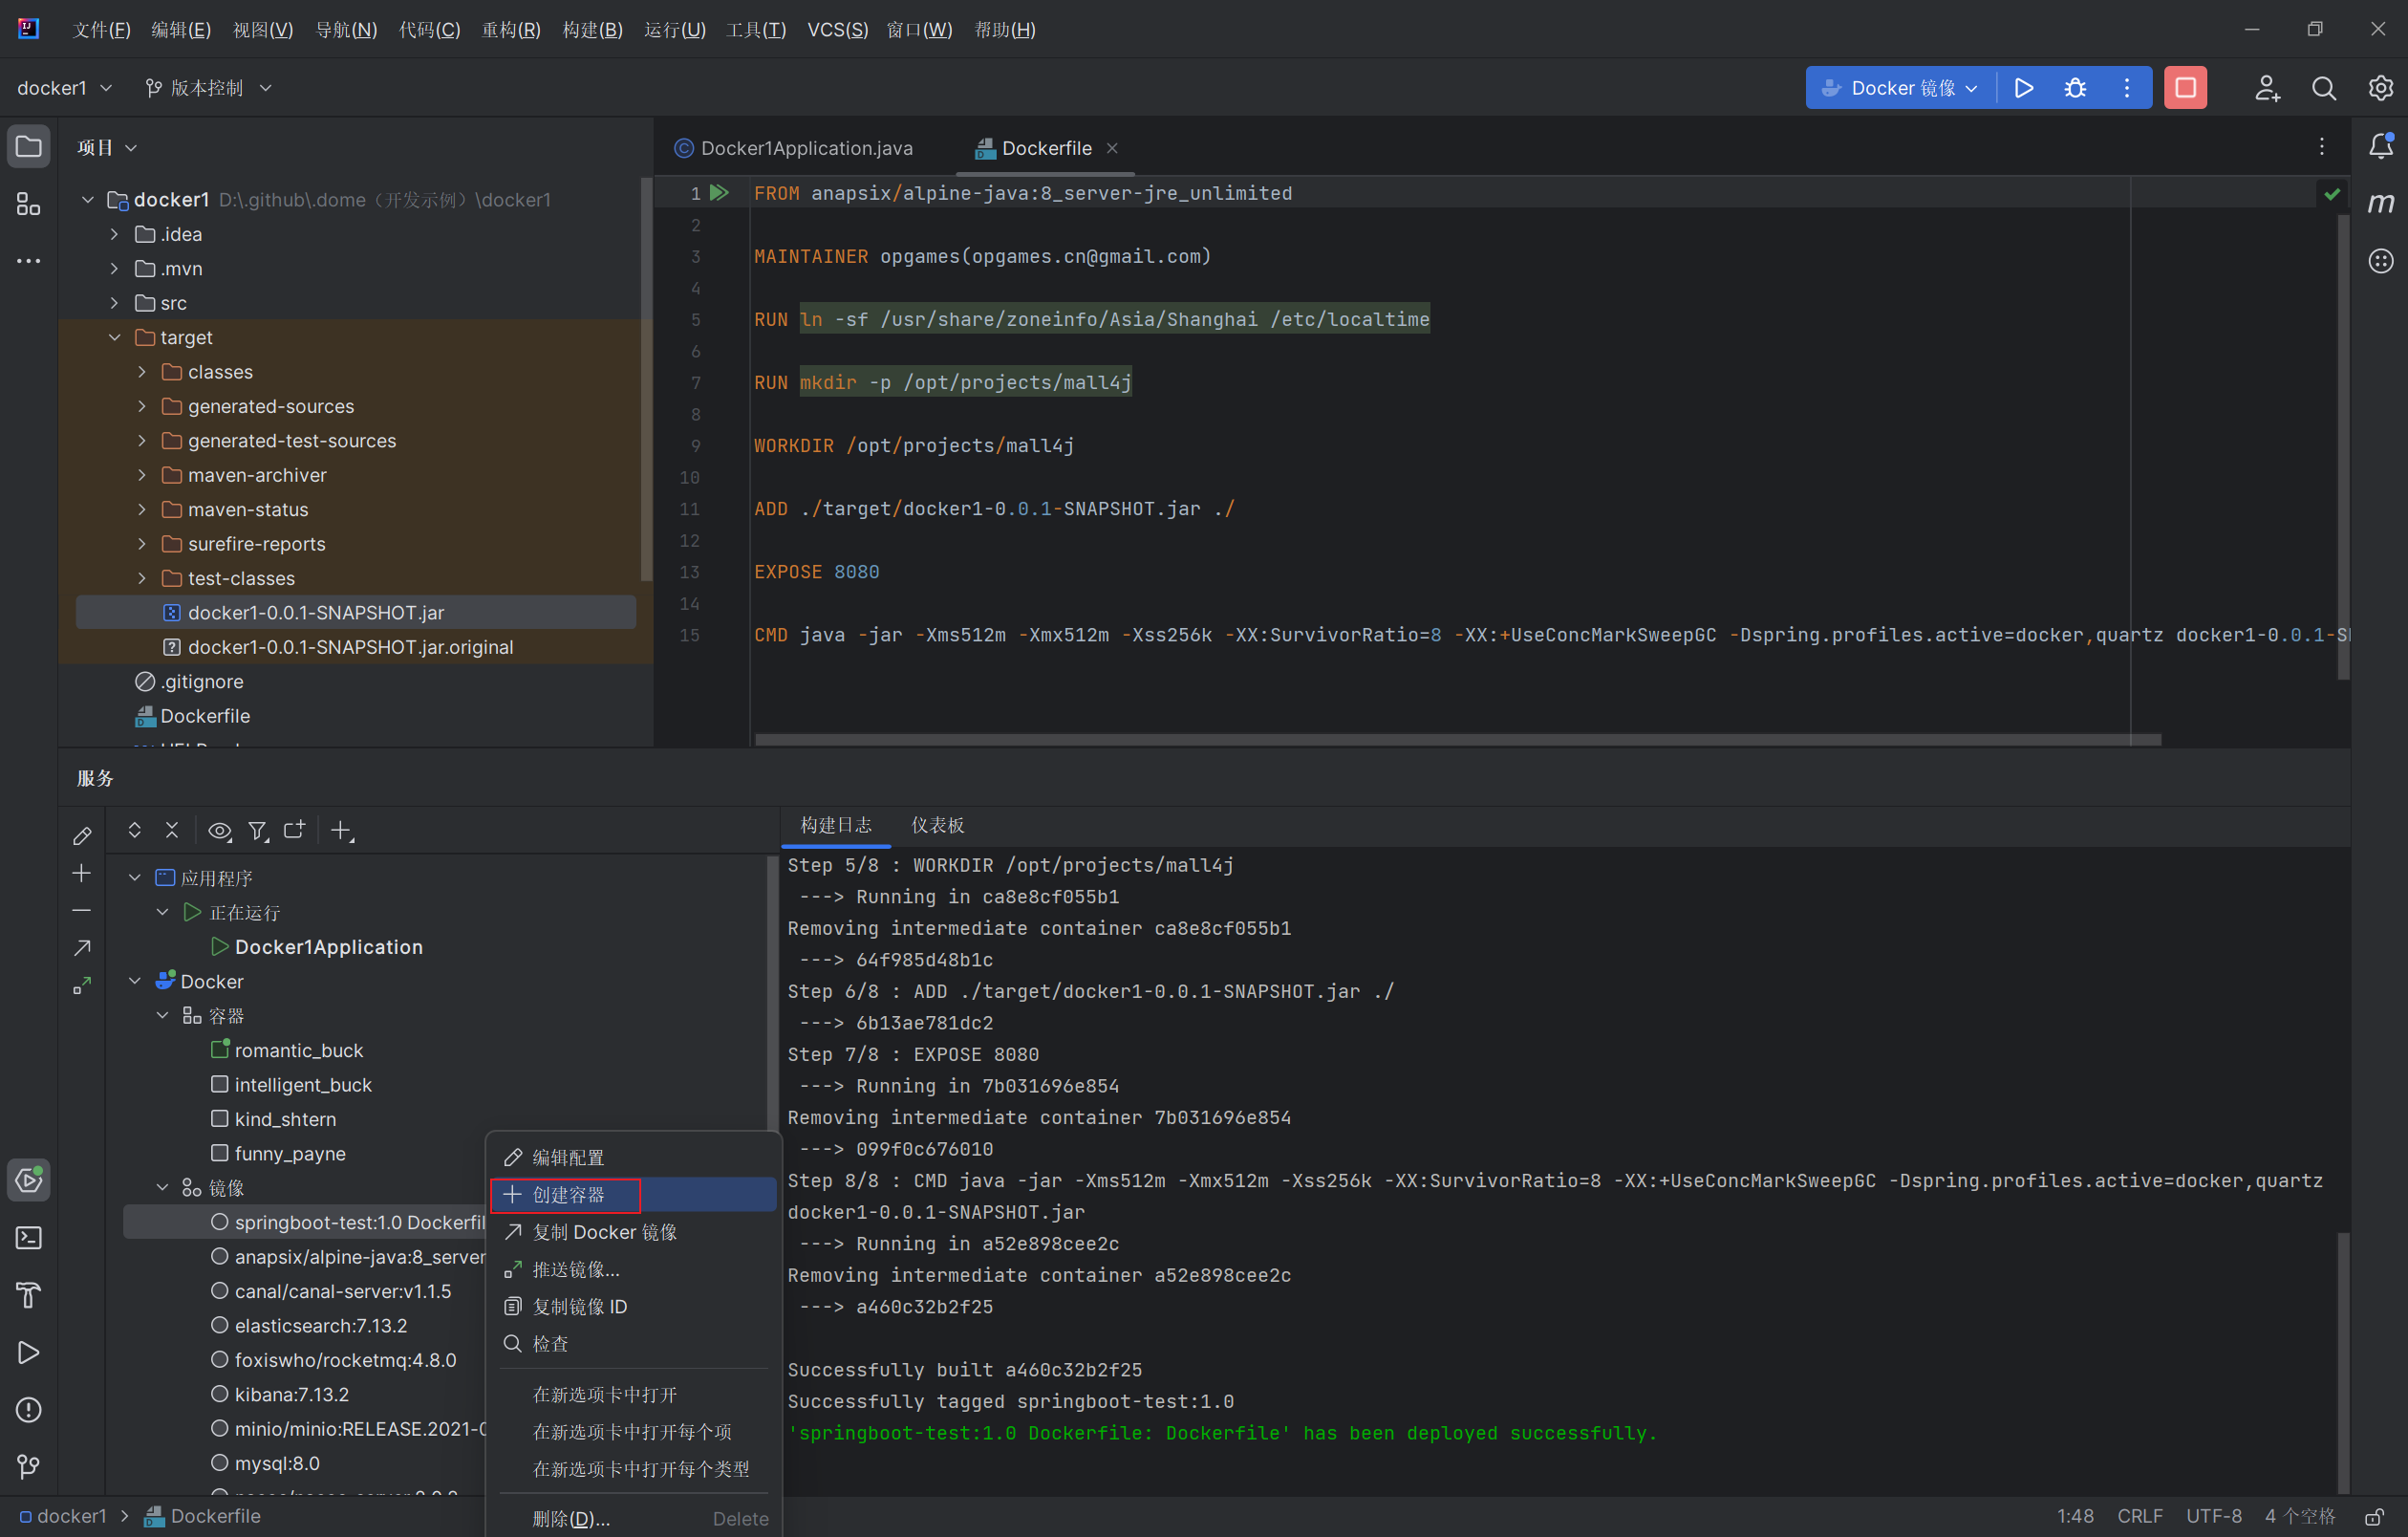 文件(F) 编辑(E) 视图(V) 导航(N) 代码(C) 重构(R) 构建(B) 运行(U) 工具(T) VCS(S) 窗口(W) 帮助(H)
docker1 版本控制 Docker 镜像
项目
docker1 D:\.github\.dome（开发示例）\docker1
.idea
.mvn
src
target
classes
generated-sources
generated-test-sources
maven-archiver
maven-status
surefire-reports
test-classes
docker1-0.0.1-SNAPSHOT.jar
docker1-0.0.1-SNAPSHOT.jar.original
.gitignore
Dockerfile
Docker1Application.java Dockerfile
1 FROM anapsix/alpine-java:8_server-jre_unlimited
2
3 MAINTAINER opgames(opgames.cn@gmail.com)
4
5 RUN ln -sf /usr/share/zoneinfo/Asia/Shanghai /etc/localtime
6
7 RUN mkdir -p /opt/projects/mall4j
8
9 WORKDIR /opt/projects/mall4j
10
11 ADD ./target/docker1-0.0.1-SNAPSHOT.jar ./
12
13 EXPOSE 8080
14
15 CMD java -jar -Xms512m -Xmx512m -Xss256k -XX:SurvivorRatio=8 -XX:+UseConcMarkSweepGC -Dspring.profiles.active=docker,quartz docker1-0.0.1-S
服务
应用程序
正在运行
Docker1Application
Docker
容器
romantic_buck
intelligent_buck
kind_shtern
funny_payne
镜像
springboot-test:1.0 Dockerfil
anapsix/alpine-java:8_server
canal/canal-server:v1.1.5
elasticsearch:7.13.2
foxiswho/rocketmq:4.8.0
kibana:7.13.2
minio/minio:RELEASE.2021-0
mysql:8.0
编辑配置
创建容器
复制 Docker 镜像
推送镜像...
复制镜像 ID
检查
在新选项卡中打开
在新选项卡中打开每个项
在新选项卡中打开每个类型
删除(D)... Delete
构建日志 仪表板
Step 5/8 : WORKDIR /opt/projects/mall4j
---> Running in ca8e8cf055b1
Removing intermediate container ca8e8cf055b1
---> 64f985d48b1c
Step 6/8 : ADD ./target/docker1-0.0.1-SNAPSHOT.jar ./
---> 6b13ae781dc2
Step 7/8 : EXPOSE 8080
---> Running in 7b031696e854
Removing intermediate container 7b031696e854
---> 099f0c676010
Step 8/8 : CMD java -jar -Xms512m -Xmx512m -Xss256k -XX:SurvivorRatio=8 -XX:+UseConcMarkSweepGC -Dspring.profiles.active=docker,quartz
docker1-0.0.1-SNAPSHOT.jar
---> Running in a52e898cee2c
Removing intermediate container a52e898cee2c
---> a460c32b2f25
Successfully built a460c32b2f25
Successfully tagged springboot-test:1.0
'springboot-test:1.0 Dockerfile: Dockerfile' has been deployed successfully.
docker1 > Dockerfile 1:48 CRLF UTF-8 4 个空格